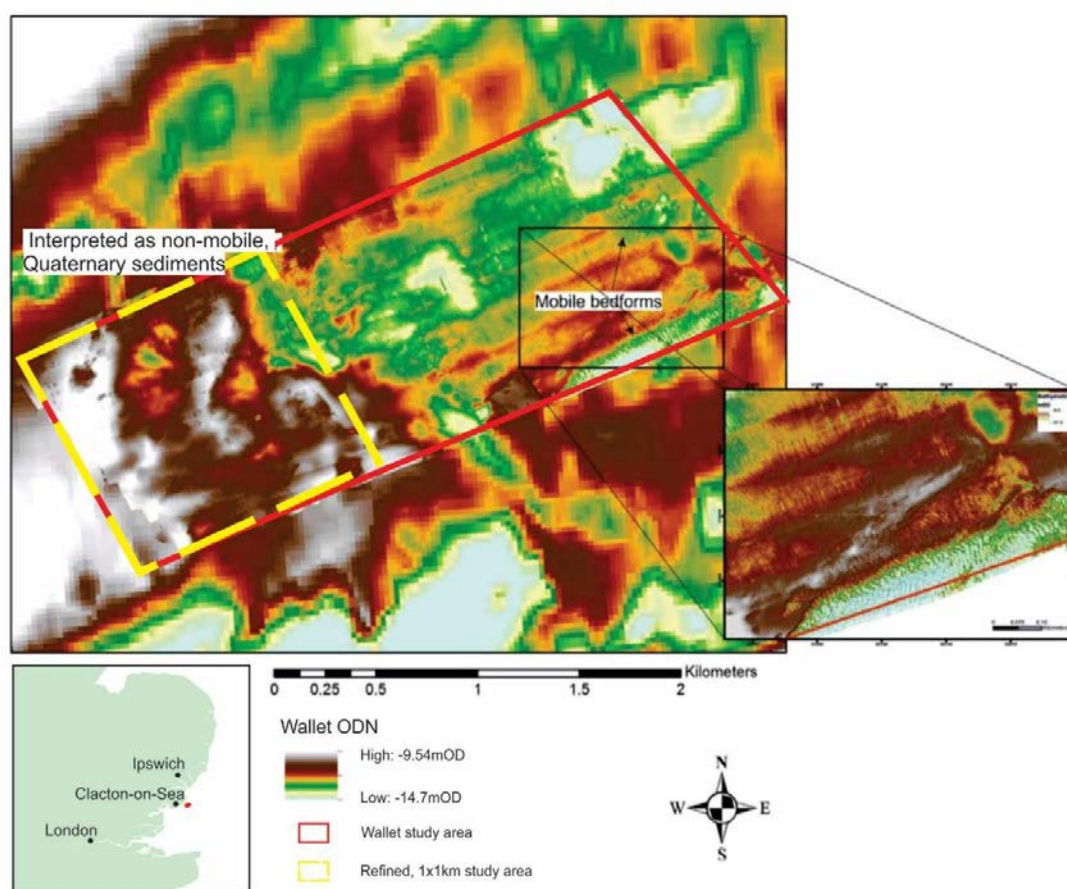 Interpreted as non-mobile,
Quaternary sediments
Mobile bedforms
Kilometers
0 0.25 0.5 1 1.5 2
Wallet ODN
High: -9.54mOD
Low: -14.7mOD
Wallet study area
Refined, 1x1km study area
Ipswich
Clacton-on-Sea
London
N
W E
S